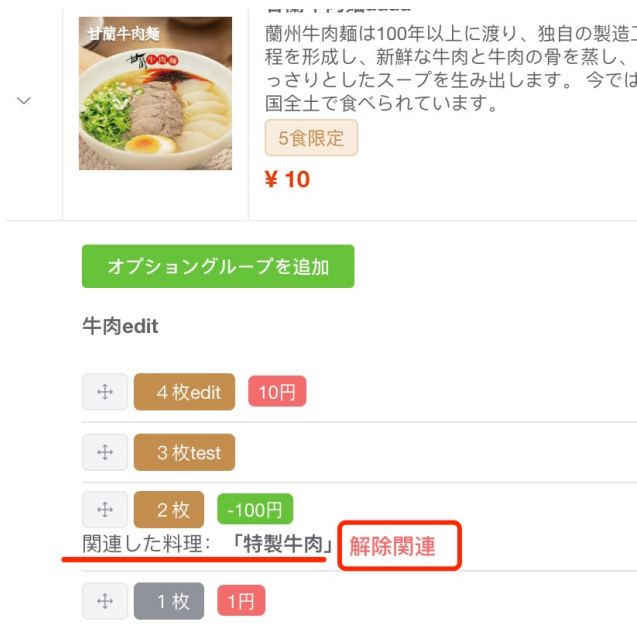 甘蘭牛肉麺
甘蘭牛肉麺
蘭州牛肉麺は100年以上に渡り、独自の製造工
程を形成し、新鮮な牛肉と牛肉の骨を蒸し、
っさりとしたスープを生み出します。 今では
国全土で食べられています。
5食限定
¥ 10
オプショングループを追加
牛肉edit
4 枚edit 10円
3 枚test
2 枚 -100円
関連した料理: 「特製牛肉」 解除関連
1 枚 1円